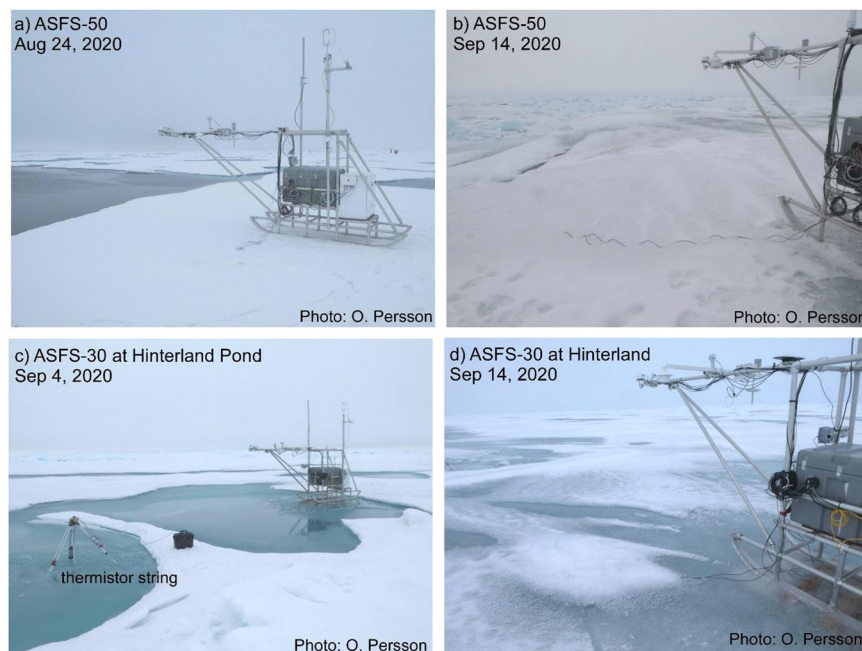 a) ASFS-50
Aug 24, 2020
Photo: O. Persson
b) ASFS-50
Sep 14, 2020
Photo: O. Persson
c) ASFS-30 at Hinterland Pond
Sep 4, 2020
thermistor string
Photo: O. Persson
d) ASFS-30 at Hinterland
Sep 14, 2020
Photo: O. Persson